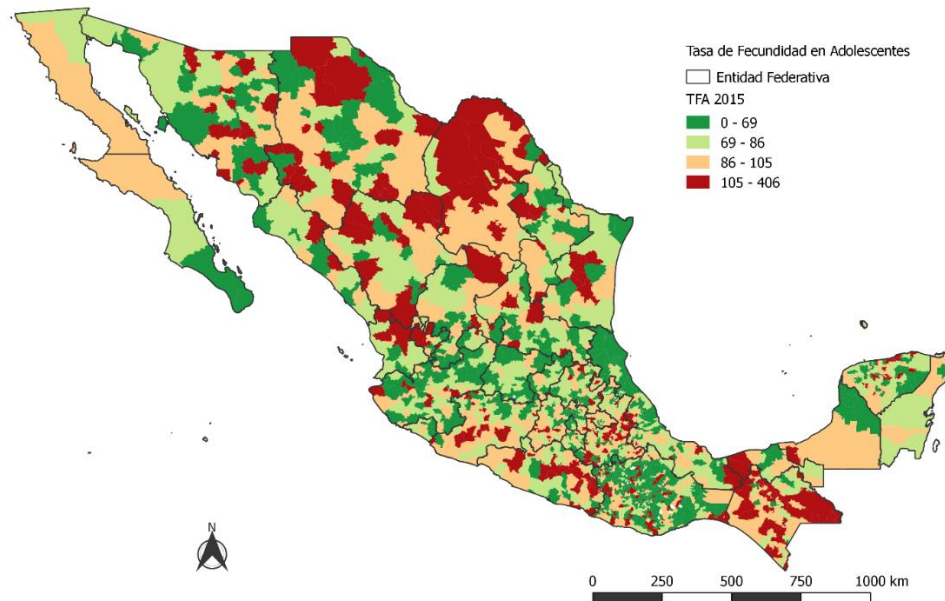 Tasa de Fecundidad en Adolescentes
Entidad Federativa
TFA 2015
0 - 69
69 - 86
86 - 105
105 - 406
N
0 250 500 750 1000 km